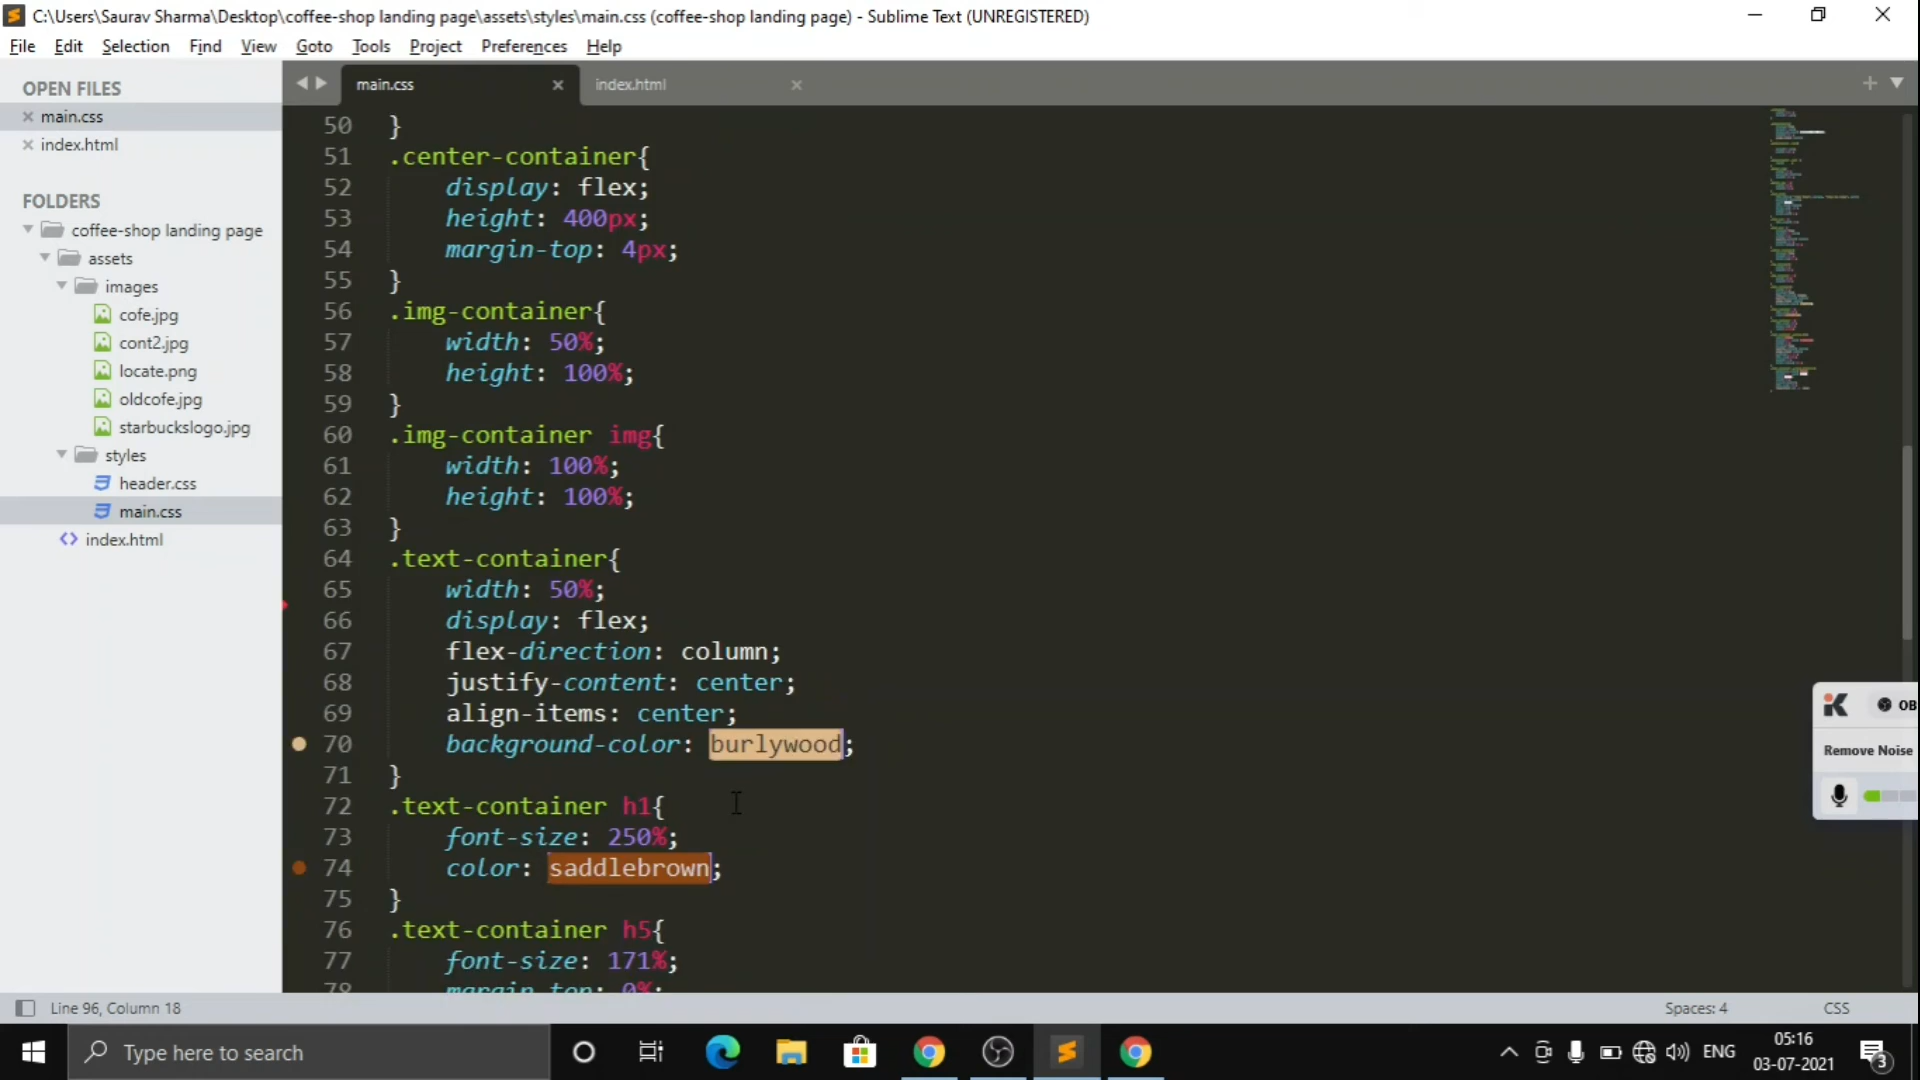 C:\Users\Saurav Sharma\Desktop\coffee-shop landing page\assets\styles\main.css (coffee-shop landing page) - Sublime Text (UNREGISTERED)
File Edit Selection Find View Goto Tools Project Preferences Help
OPEN FILES
main.css
index.html
FOLDERS
coffee-shop landing page
assets
images
cofe.jpg
cont2.jpg
locate.png
oldcofe.jpg
starbuckslogo.jpg
styles
header.css
main.css
index.html
main.css index.html
50 }
51 .center-container{
52 display: flex;
53 height: 400px;
54 margin-top: 4px;
55 }
56 .img-container{
57 width: 50%;
58 height: 100%;
59 }
60 .img-container img{
61 width: 100%;
62 height: 100%;
63 }
64 .text-container{
65 width: 50%;
66 display: flex;
67 flex-direction: column;
68 justify-content: center;
69 align-items: center;
70 background-color: burlywood;
71 }
72 .text-container h1{
73 font-size: 250%;
74 color: saddlebrown;
75 }
76 .text-container h5{
77 font-size: 171%;
78 margin-top: 0%;
OB
Remove Noise
Line 96, Column 18
Spaces: 4
CSS
Type here to search
ENG
05:16
03-07-2021
3